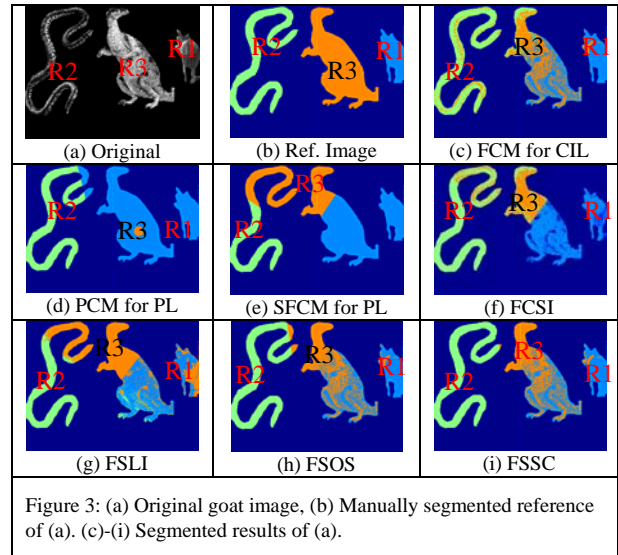 R2 R3 R1
R2 R3 R1
R2 R3 R1
(a) Original
(b) Ref. Image
(c) FCM for CIL
R2 R3 R1
R2 R3 R1
R2 R3 R1
(d) PCM for PL
(e) SFCM for PL
(f) FCSI
R2 R3 R1
R2 R3 R1
R2 R3 R1
(g) FSLI
(h) FSOS
(i) FSSC
Figure 3: (a) Original goat image, (b) Manually segmented reference
of (a). (c)-(i) Segmented results of (a).